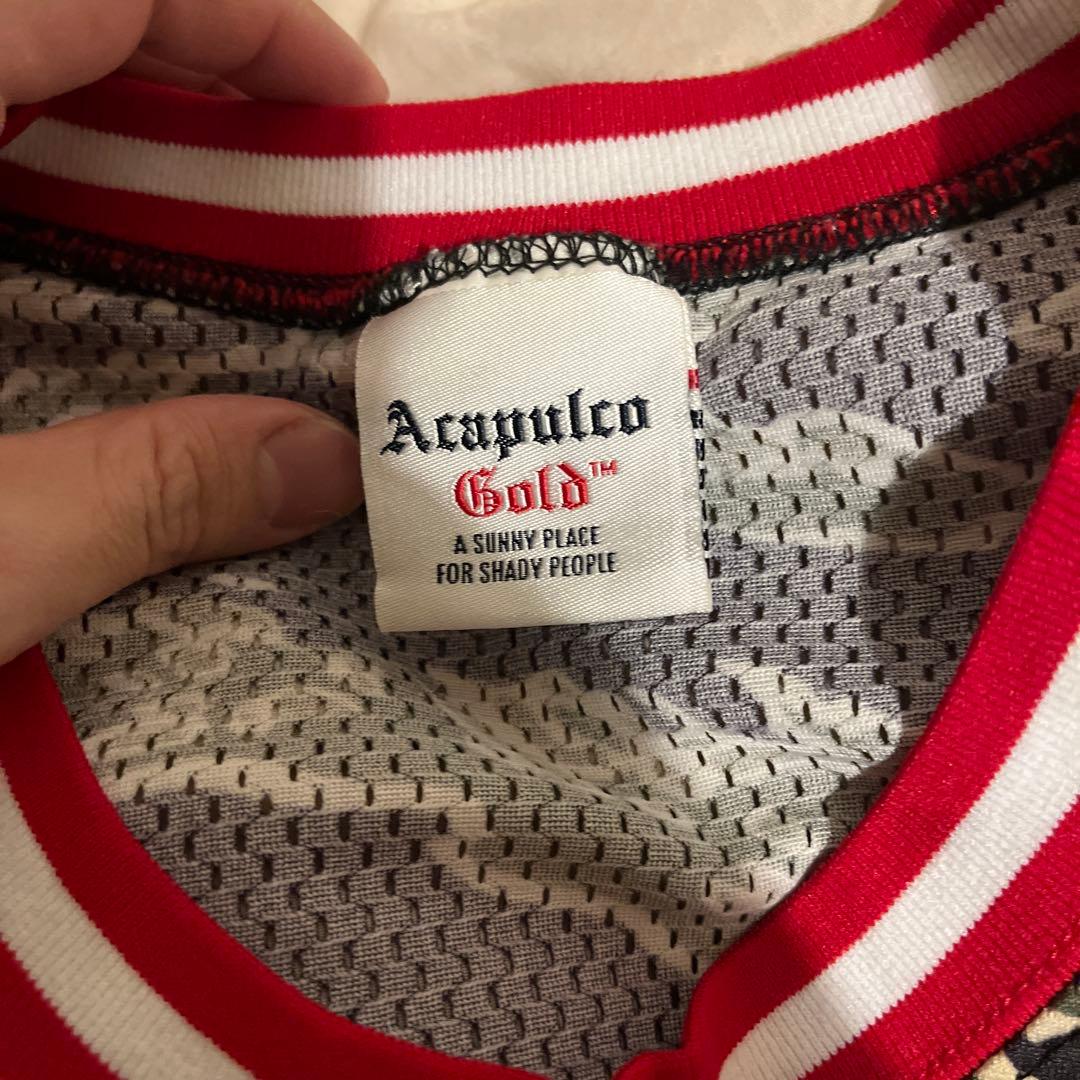 Acapulco
Gold™
A SUNNY PLACE
FOR SHADY PEOPLE